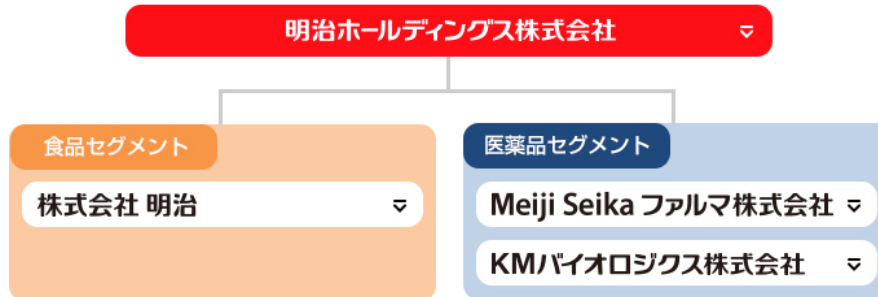 明治ホールディングス株式会社
食品セグメント
株式会社 明治
医薬品セグメント
Meiji Seika ファルマ株式会社
KMバイオロジクス株式会社